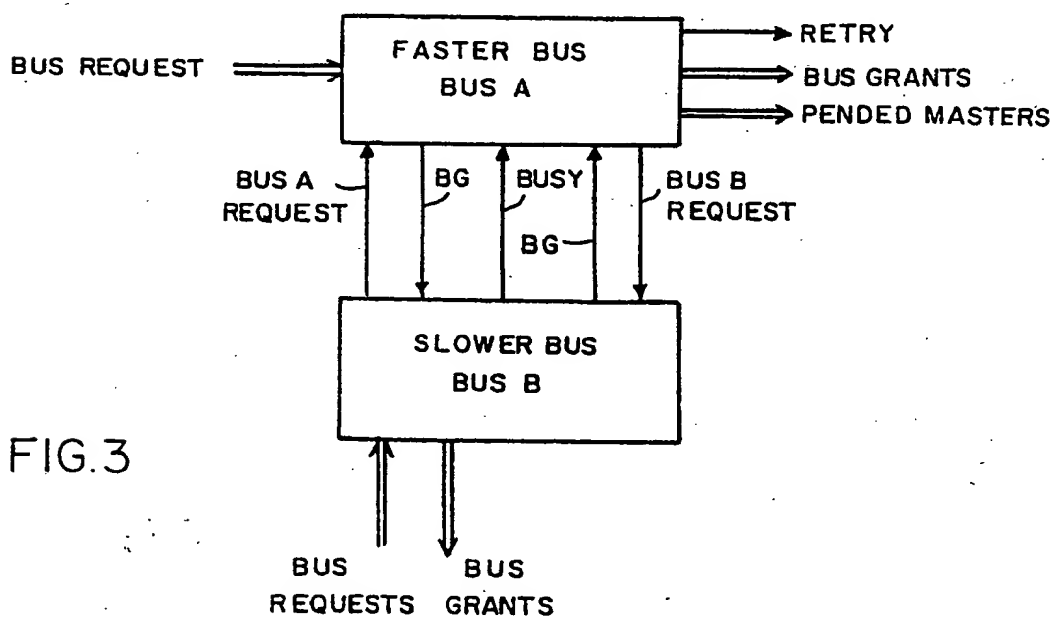 FASTER BUS
BUS A
BUS REQUEST
RETRY
BUS GRANTS
PENDED MASTERS
BUS A
REQUEST
BG
BUSY
BG
BUS B
REQUEST
SLOWER BUS
BUS B
FIG.3
BUS
REQUESTS
BUS
GRANTS